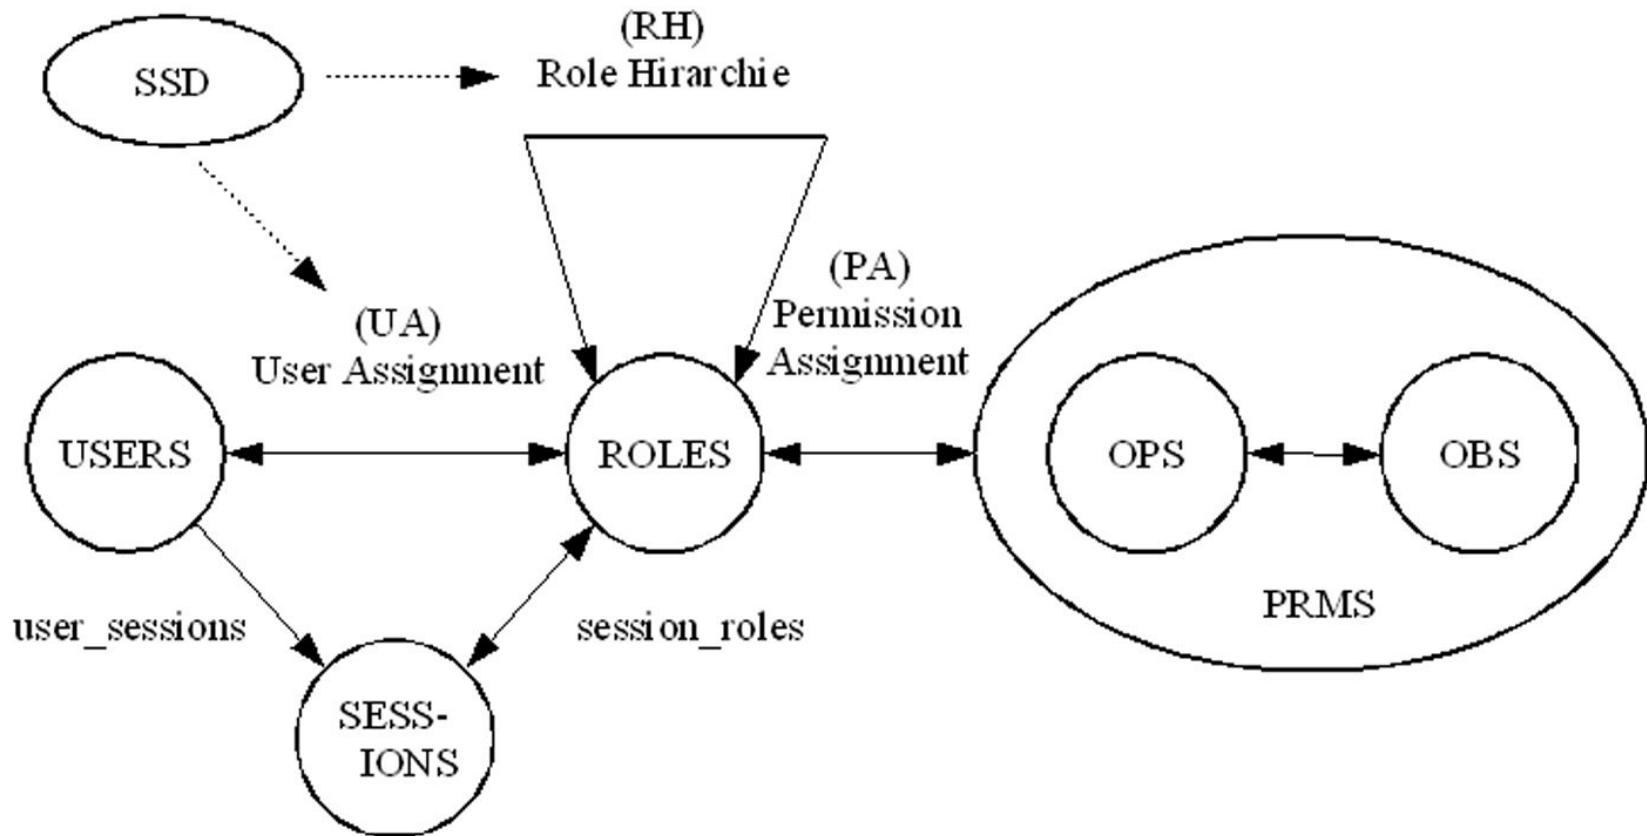 (RH)
SSD
Role Hirarchie
(PA)
Permission
Assignment
(UA)
User Assignment
USERS
ROLES
OPS
OBS
PRMS
user_sessions
session_roles
SESS-
IONS